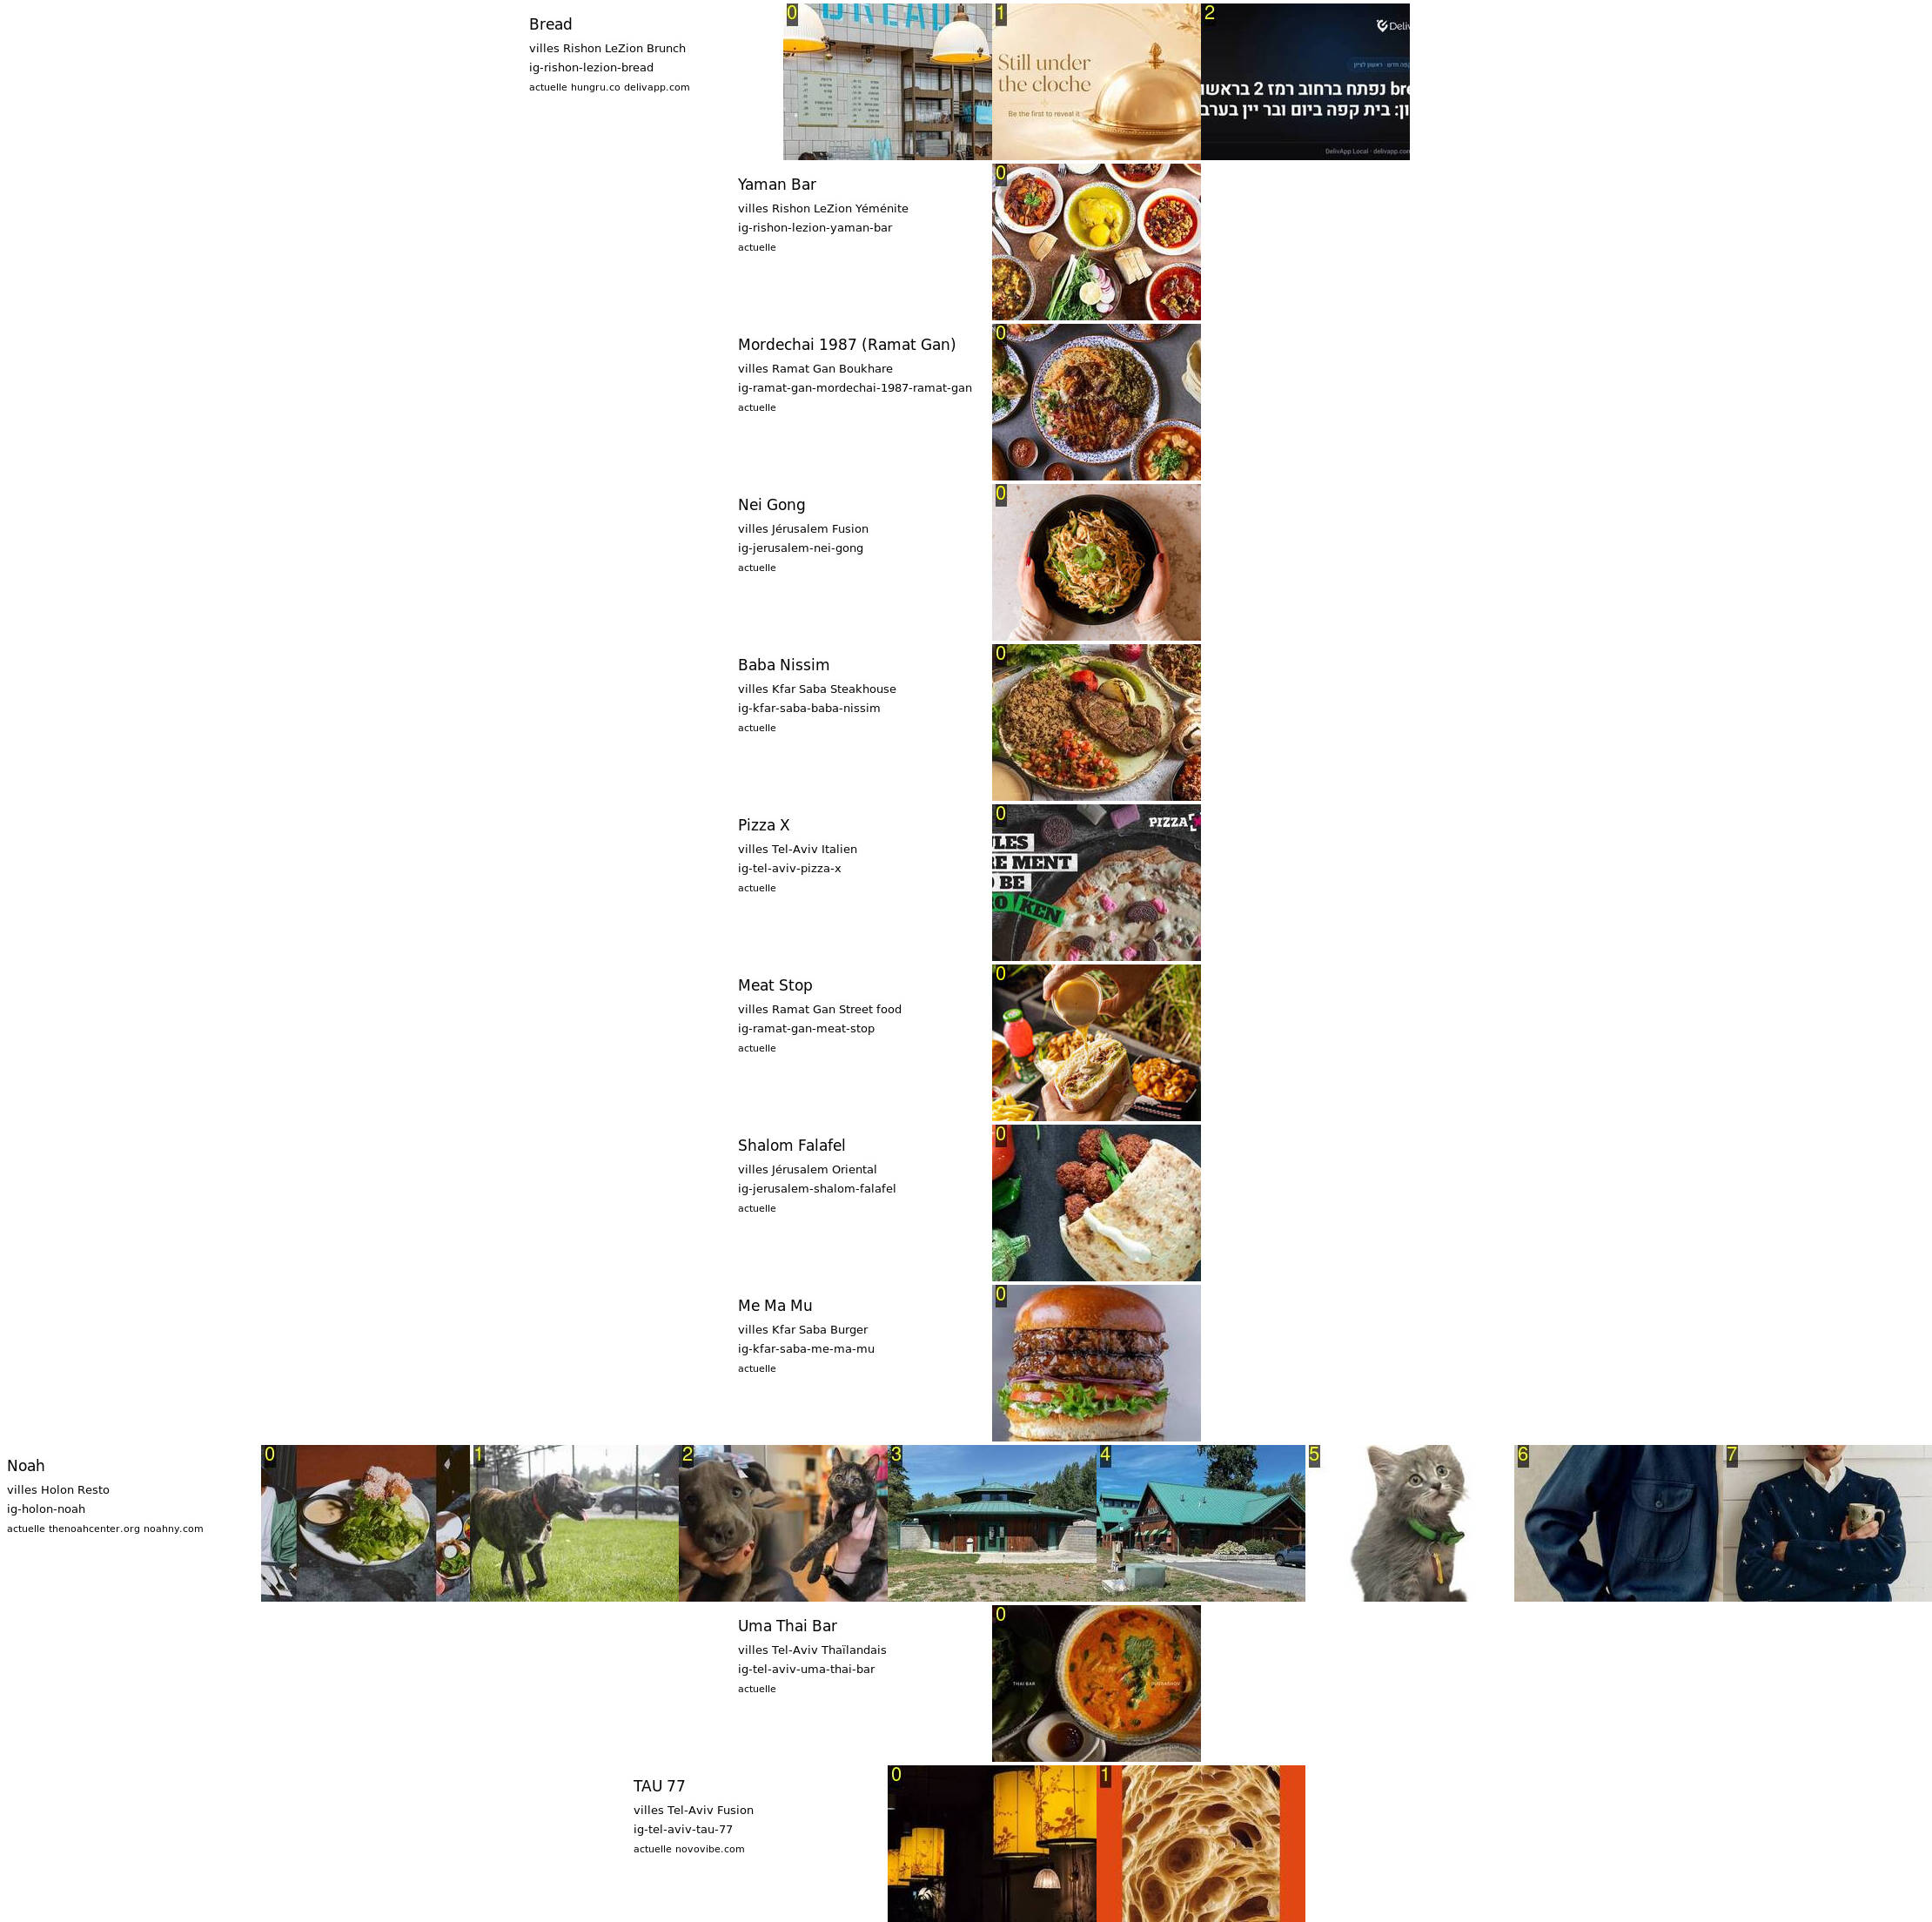 Bread
villes Rishon LeZion Brunch
ig-rishon-lezion-bread
actuelle hungru.co delivapp.com
0
BREAD
1
Still under
the cloche
Be the first to reveal it
2
Deliv
נפתח ברחוב רמז 2 בראשו
ון: בית קפה ביום ובר יין בערב
DelivApp Local · delivapp.com
Yaman Bar
villes Rishon LeZion Yéménite
ig-rishon-lezion-yaman-bar
actuelle
0
Mordechai 1987 (Ramat Gan)
villes Ramat Gan Boukhare
ig-ramat-gan-mordechai-1987-ramat-gan
actuelle
0
Nei Gong
villes Jérusalem Fusion
ig-jerusalem-nei-gong
actuelle
0
Baba Nissim
villes Kfar Saba Steakhouse
ig-kfar-saba-baba-nissim
actuelle
0
Pizza X
villes Tel-Aviv Italien
ig-tel-aviv-pizza-x
actuelle
0
PIZZA
ULES
RE MENT
O BE
KEN
Meat Stop
villes Ramat Gan Street food
ig-ramat-gan-meat-stop
actuelle
0
Shalom Falafel
villes Jérusalem Oriental
ig-jerusalem-shalom-falafel
actuelle
0
Me Ma Mu
villes Kfar Saba Burger
ig-kfar-saba-me-ma-mu
actuelle
0
Noah
villes Holon Resto
ig-holon-noah
actuelle thenoahcenter.org noahny.com
0
1
2
3
4
5
6
7
Uma Thai Bar
villes Tel-Aviv Thaïlandais
ig-tel-aviv-uma-thai-bar
actuelle
0
THAI BAR
TAU 77
villes Tel-Aviv Fusion
ig-tel-aviv-tau-77
actuelle novovibe.com
0
1